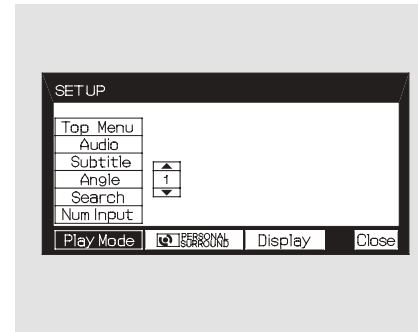 SETUP
Top Menu
Audio
Subtitle
Angle
1
Search
Num Input
Play Mode
PERSONAL
SURROUND
Display
Close